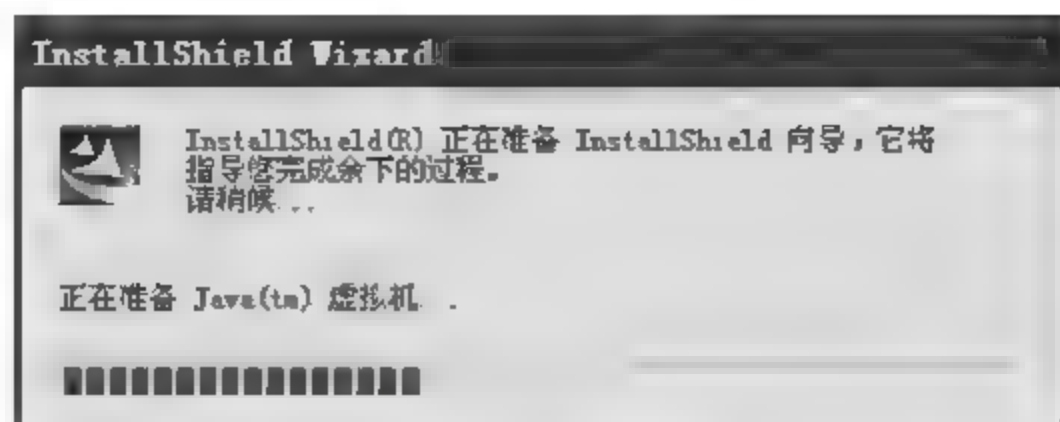 InstallShield Wizard
InstallShield(R) 正在准备 InstallShield 向导，它将
指导您完成余下的过程。
请稍候...
正在准备 Java(tm) 虚拟机. .